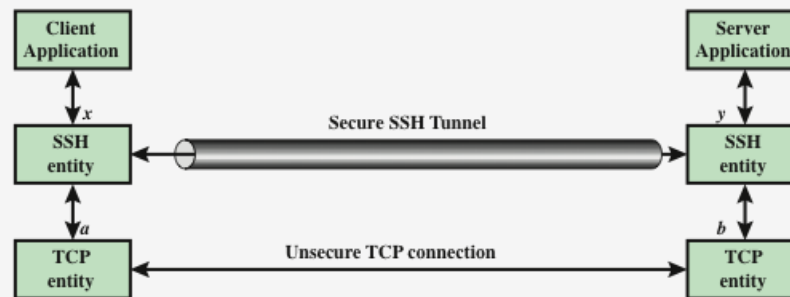 Client
Application
Server
Application
x
y
Secure SSH Tunnel
SSH
entity
SSH
entity
a
b
Unsecure TCP connection
TCP
entity
TCP
entity